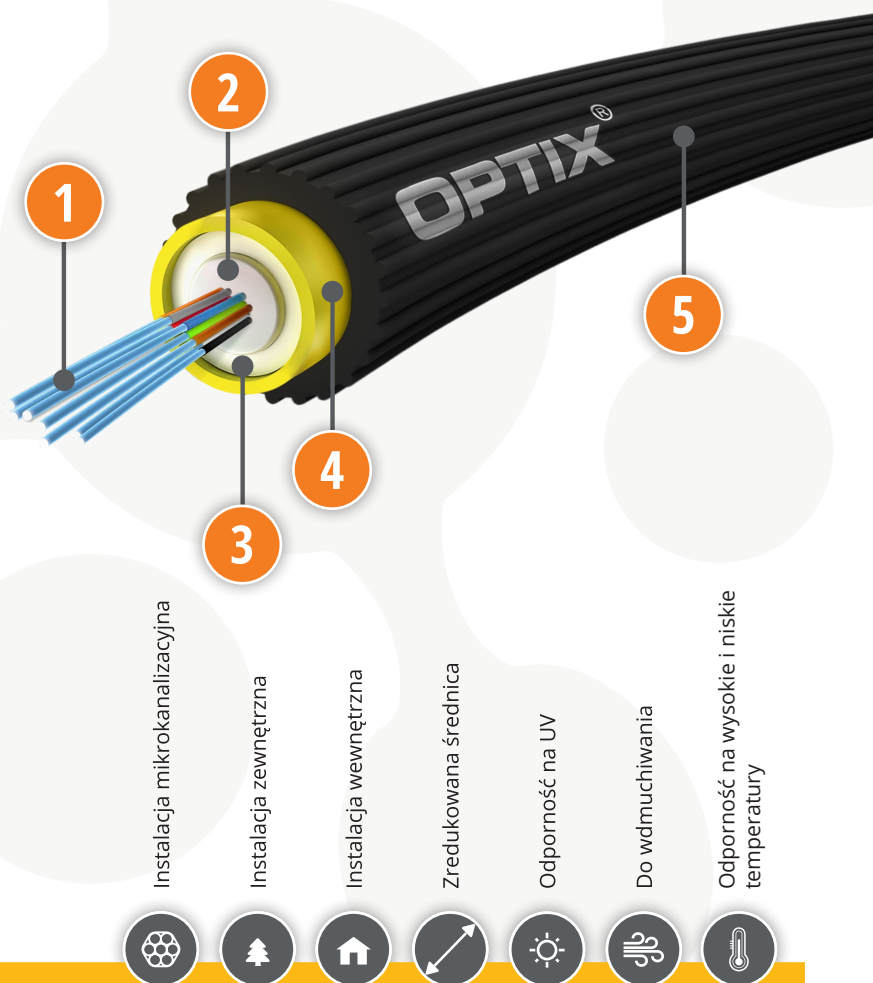 2
OPTIX®
1
5
4
3
Instalacja mikrokanalizacyjna
Instalacja zewnętrzna
Instalacja wewnętrzna
Zredukowana średnica
Odporność na UV
Do wdmuchiwania
Odporność na wysokie i niskie
temperatury